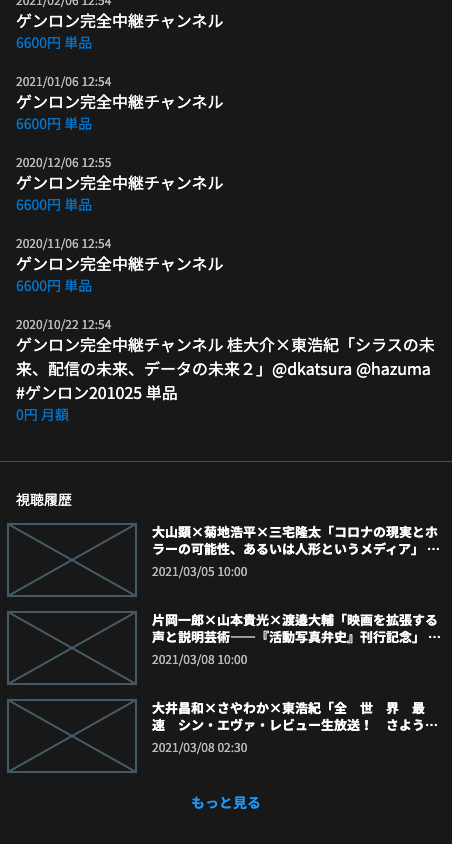 2021/02/06 12:54
ゲンロン完全中継チャンネル
6600円 単品
2021/01/06 12:54
ゲンロン完全中継チャンネル
6600円 単品
2020/12/06 12:55
ゲンロン完全中継チャンネル
6600円 単品
2020/11/06 12:54
ゲンロン完全中継チャンネル
6600円 単品
2020/10/22 12:54
ゲンロン完全中継チャンネル 桂大介×東浩紀「シラスの未
来、配信の未来、データの未来２」@dkatsura @hazuma
#ゲンロン201025 単品
0円 月額
視聴履歴
大山顕×菊地浩平×三宅隆太「コロナの現実とホ
ラーの可能性、あるいは人形というメディア」 …
2021/03/05 10:00
片岡一郎×山本貴光×渡邉大輔「映画を拡張する
声と説明芸術——『活動写真弁史』刊行記念」 …
2021/03/08 10:00
大井昌和×さやわか×東浩紀「全　世　界　最
速　シン・エヴァ・レビュー生放送！　さよう…
2021/03/08 02:30
もっと見る